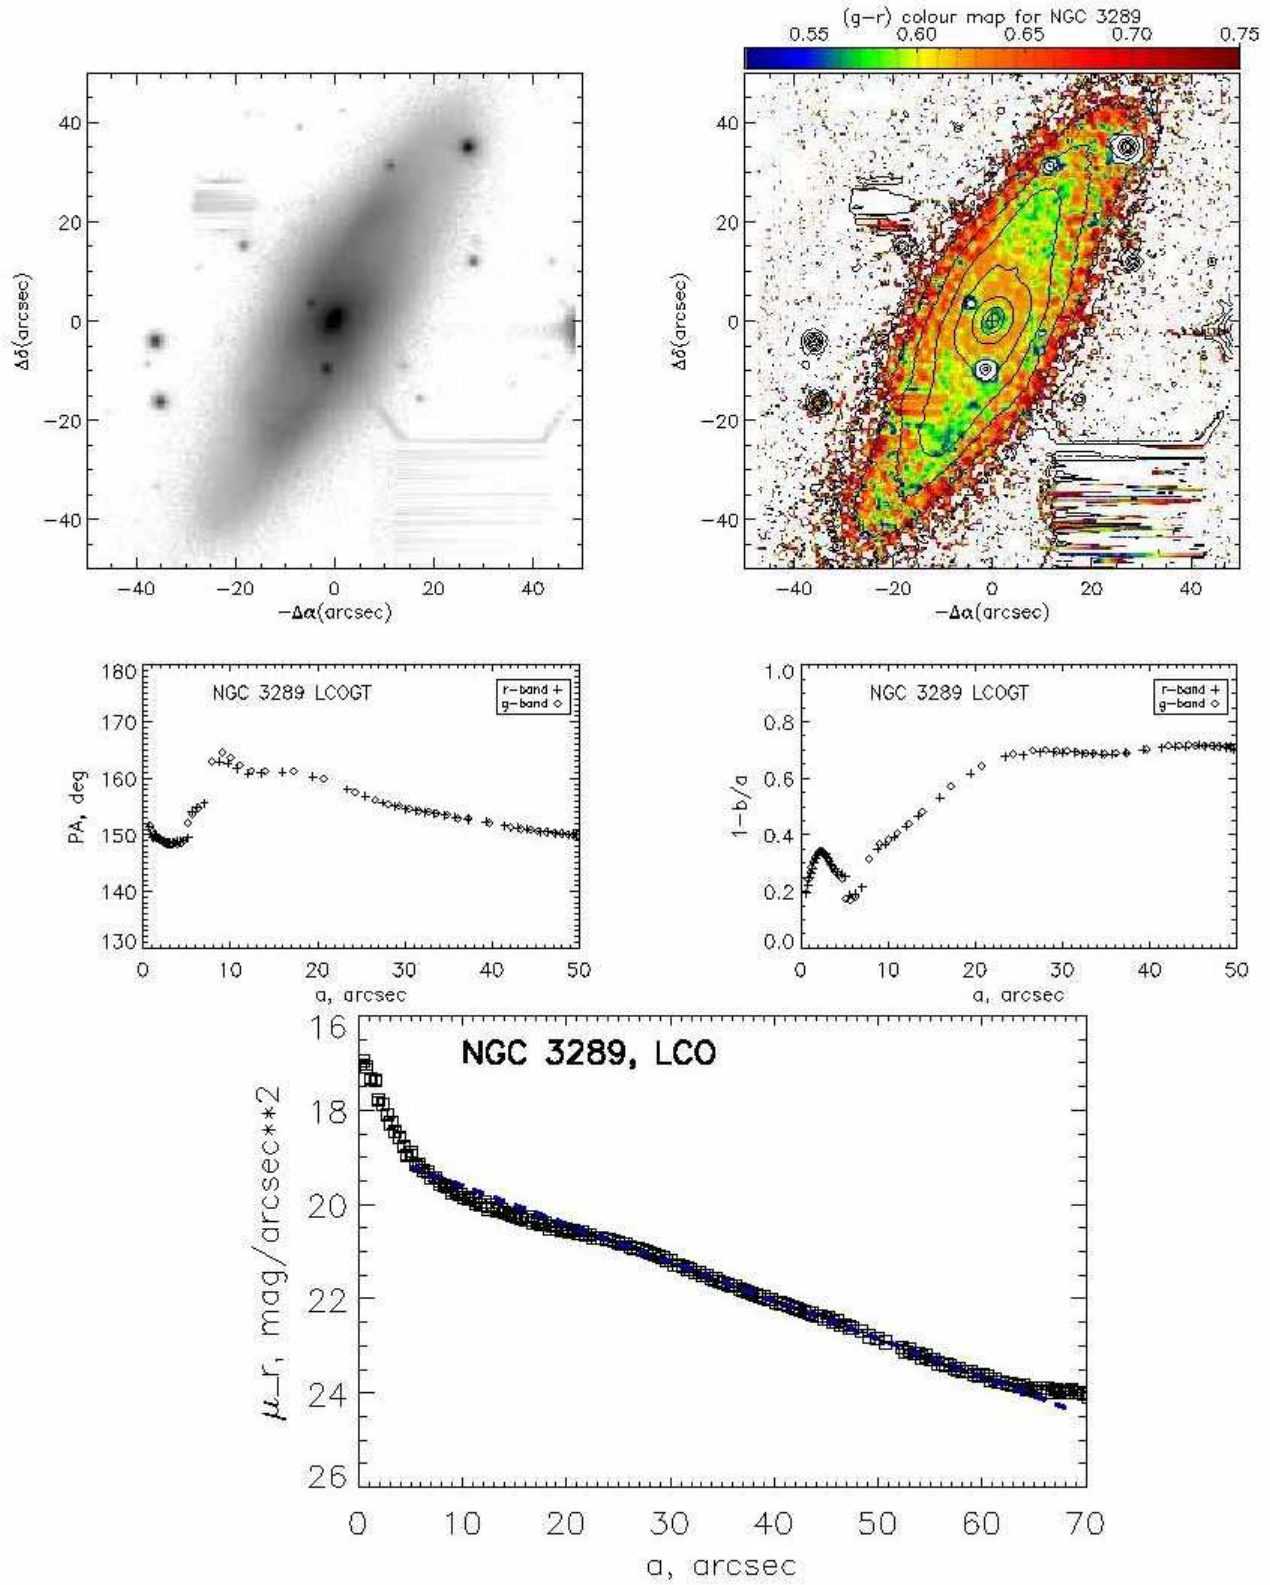 (g-r) colour map for NGC 3289
0.55 0.60 0.65 0.70 0.75
40
20
0
-20
-40
Δδ(arcsec)
-40 -20 0 20 40
-Δα(arcsec)
40
20
0
-20
-40
Δδ(arcsec)
-40 -20 0 20 40
-Δα(arcsec)
180
170
160
150
140
130
PA, deg
NGC 3289 LCOGT
r-band +
g-band ◇
0 10 20 30 40 50
a, arcsec
1.0
0.8
0.6
0.4
0.2
0.0
1-b/a
NGC 3289 LCOGT
r-band +
g-band ◇
0 10 20 30 40 50
a, arcsec
16
18
20
22
24
26
μ_r, mag/arcsec**2
NGC 3289, LCO
0 10 20 30 40 50 60 70
a, arcsec